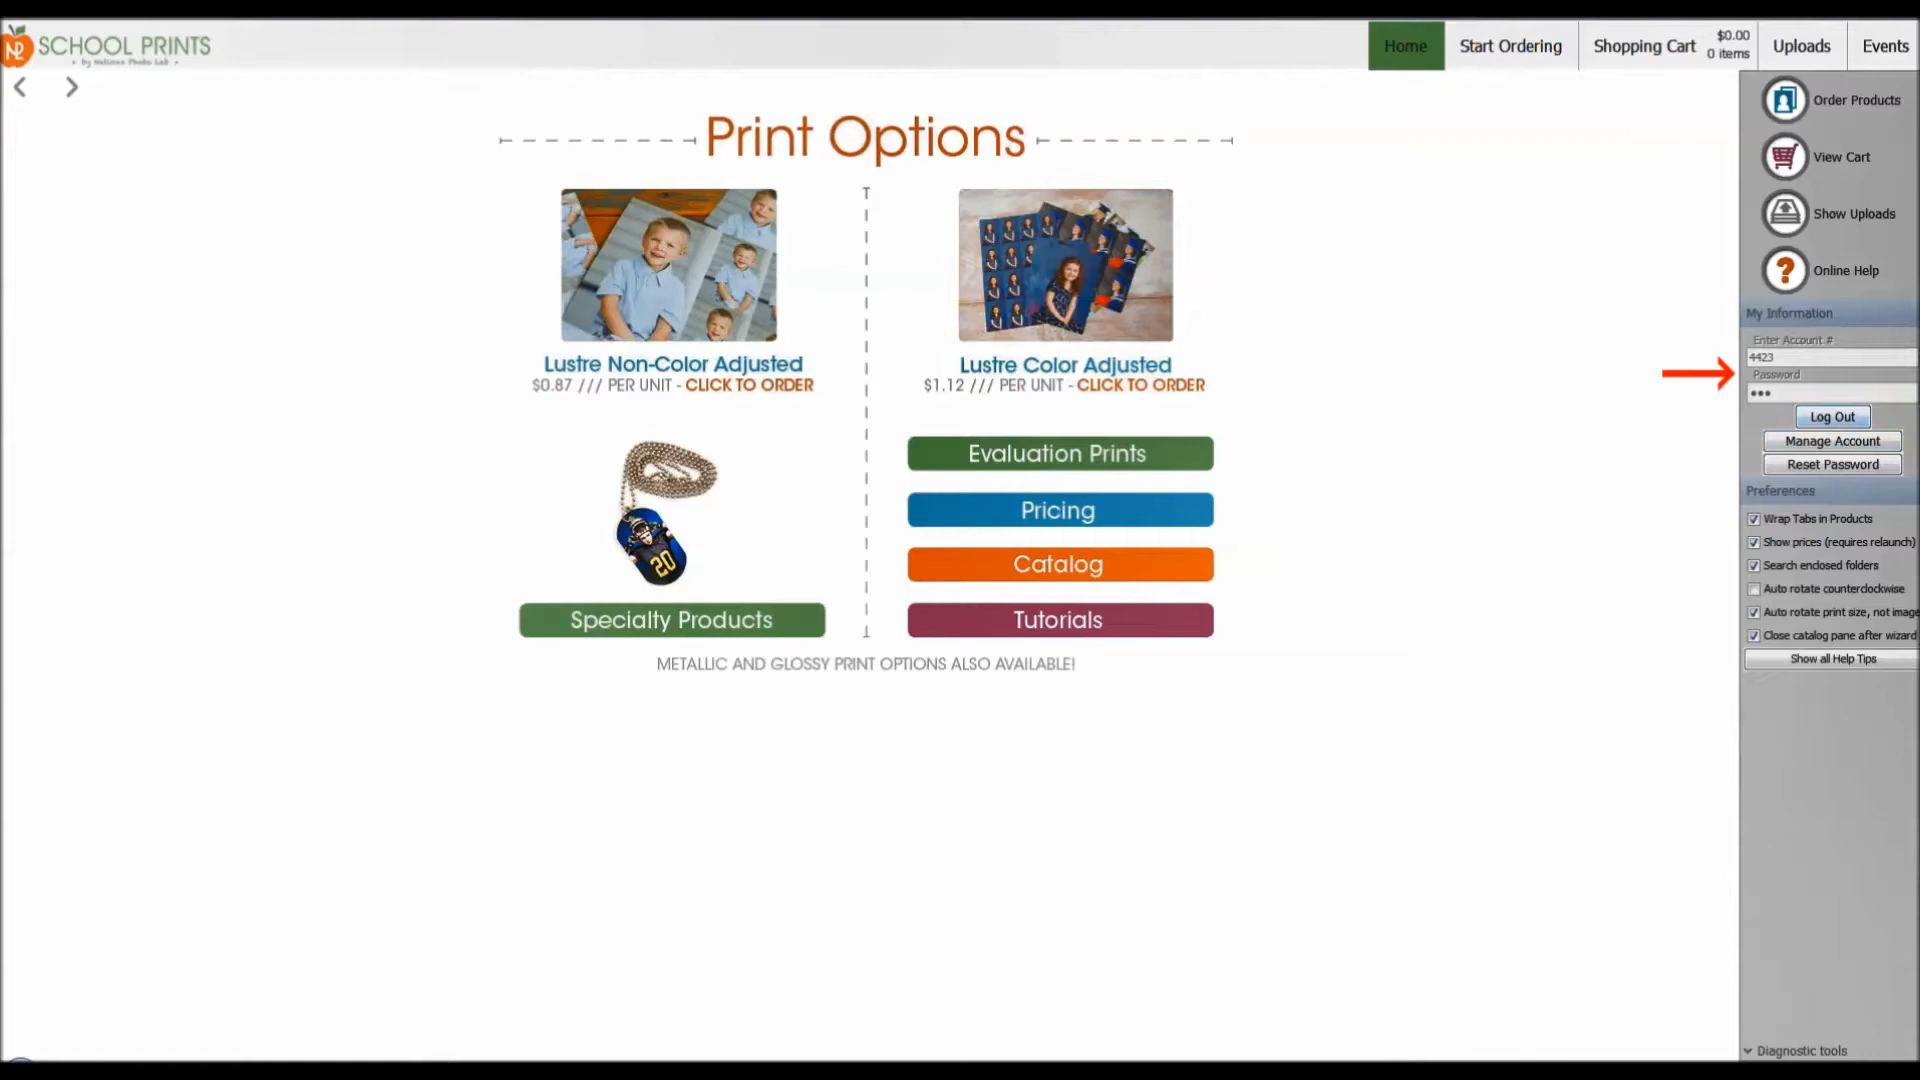 SCHOOL PRINTS
by Nations Photo Lab
Home
Start Ordering
Shopping Cart
$0.00
0 items
Uploads
Events
Print Options
Lustre Non-Color Adjusted
$0.87 /// PER UNIT - CLICK TO ORDER
Lustre Color Adjusted
$1.12 /// PER UNIT - CLICK TO ORDER
20
Specialty Products
Evaluation Prints
Pricing
Catalog
Tutorials
METALLIC AND GLOSSY PRINT OPTIONS ALSO AVAILABLE!
Order Products
View Cart
Show Uploads
Online Help
My Information
Enter Account #
4423
Password
Log Out
Manage Account
Reset Password
Preferences
Wrap Tabs in Products
Show prices (requires relaunch)
Search enclosed folders
Auto rotate counterclockwise
Auto rotate print size, not image
Close catalog pane after wizard
Show all Help Tips
Diagnostic tools